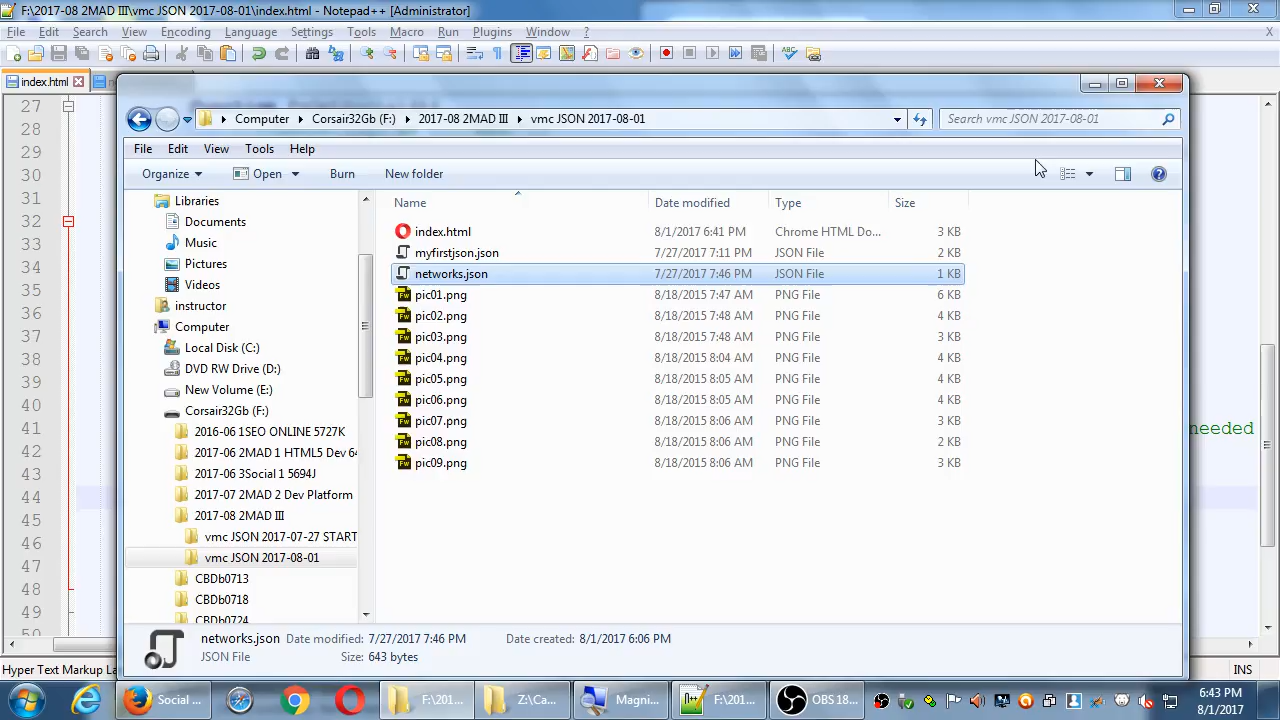 F:\2017-08 2MAD III\vmc JSON 2017-08-01\index.html - Notepad++ [Administrator]
File Edit Search View Encoding Language Settings Tools Macro Run Plugins Window ? X
index.html
Computer Corsair32Gb (F:) 2017-08 2MAD III vmc JSON 2017-08-01 Search vmc JSON 2017-08-01
File Edit View Tools Help
Organize Open Burn New folder
Name Date modified Type Size
index.html 8/1/2017 6:41 PM Chrome HTML Do... 3 KB
myfirstjson.json 7/27/2017 7:11 PM JSON File 2 KB
networks.json 7/27/2017 7:46 PM JSON File 1 KB
pic01.png 8/18/2015 7:47 AM PNG File 6 KB
pic02.png 8/18/2015 7:48 AM PNG File 4 KB
pic03.png 8/18/2015 7:48 AM PNG File 3 KB
pic04.png 8/18/2015 8:04 AM PNG File 4 KB
pic05.png 8/18/2015 8:05 AM PNG File 4 KB
pic06.png 8/18/2015 8:05 AM PNG File 4 KB
pic07.png 8/18/2015 8:06 AM PNG File 3 KB
pic08.png 8/18/2015 8:06 AM PNG File 2 KB
pic09.png 8/18/2015 8:06 AM PNG File 3 KB
Libraries
Documents
Music
Pictures
Videos
instructor
Computer
Local Disk (C:)
DVD RW Drive (D:)
New Volume (E:)
Corsair32Gb (F:)
2016-06 1SEO ONLINE 5727K
2017-06 2MAD 1 HTML5 Dev 64
2017-06 3Social 1 5694J
2017-07 2MAD 2 Dev Platform
2017-08 2MAD III
vmc JSON 2017-07-27 START
vmc JSON 2017-08-01
CBDb0713
CBDb0718
CBDb0724
27
28
29
30
31
32
33
34
35
36
37
38
39
40
41 needed
42
43
44
45
46
47
48
49
50
networks.json Date modified: 7/27/2017 7:46 PM Date created: 8/1/2017 6:06 PM
JSON File Size: 643 bytes
Hyper Text Markup La INS
Social ... F:\201... Z:\Ca... Magni... F:\201... OBS 18... 6:43 PM
8/1/2017